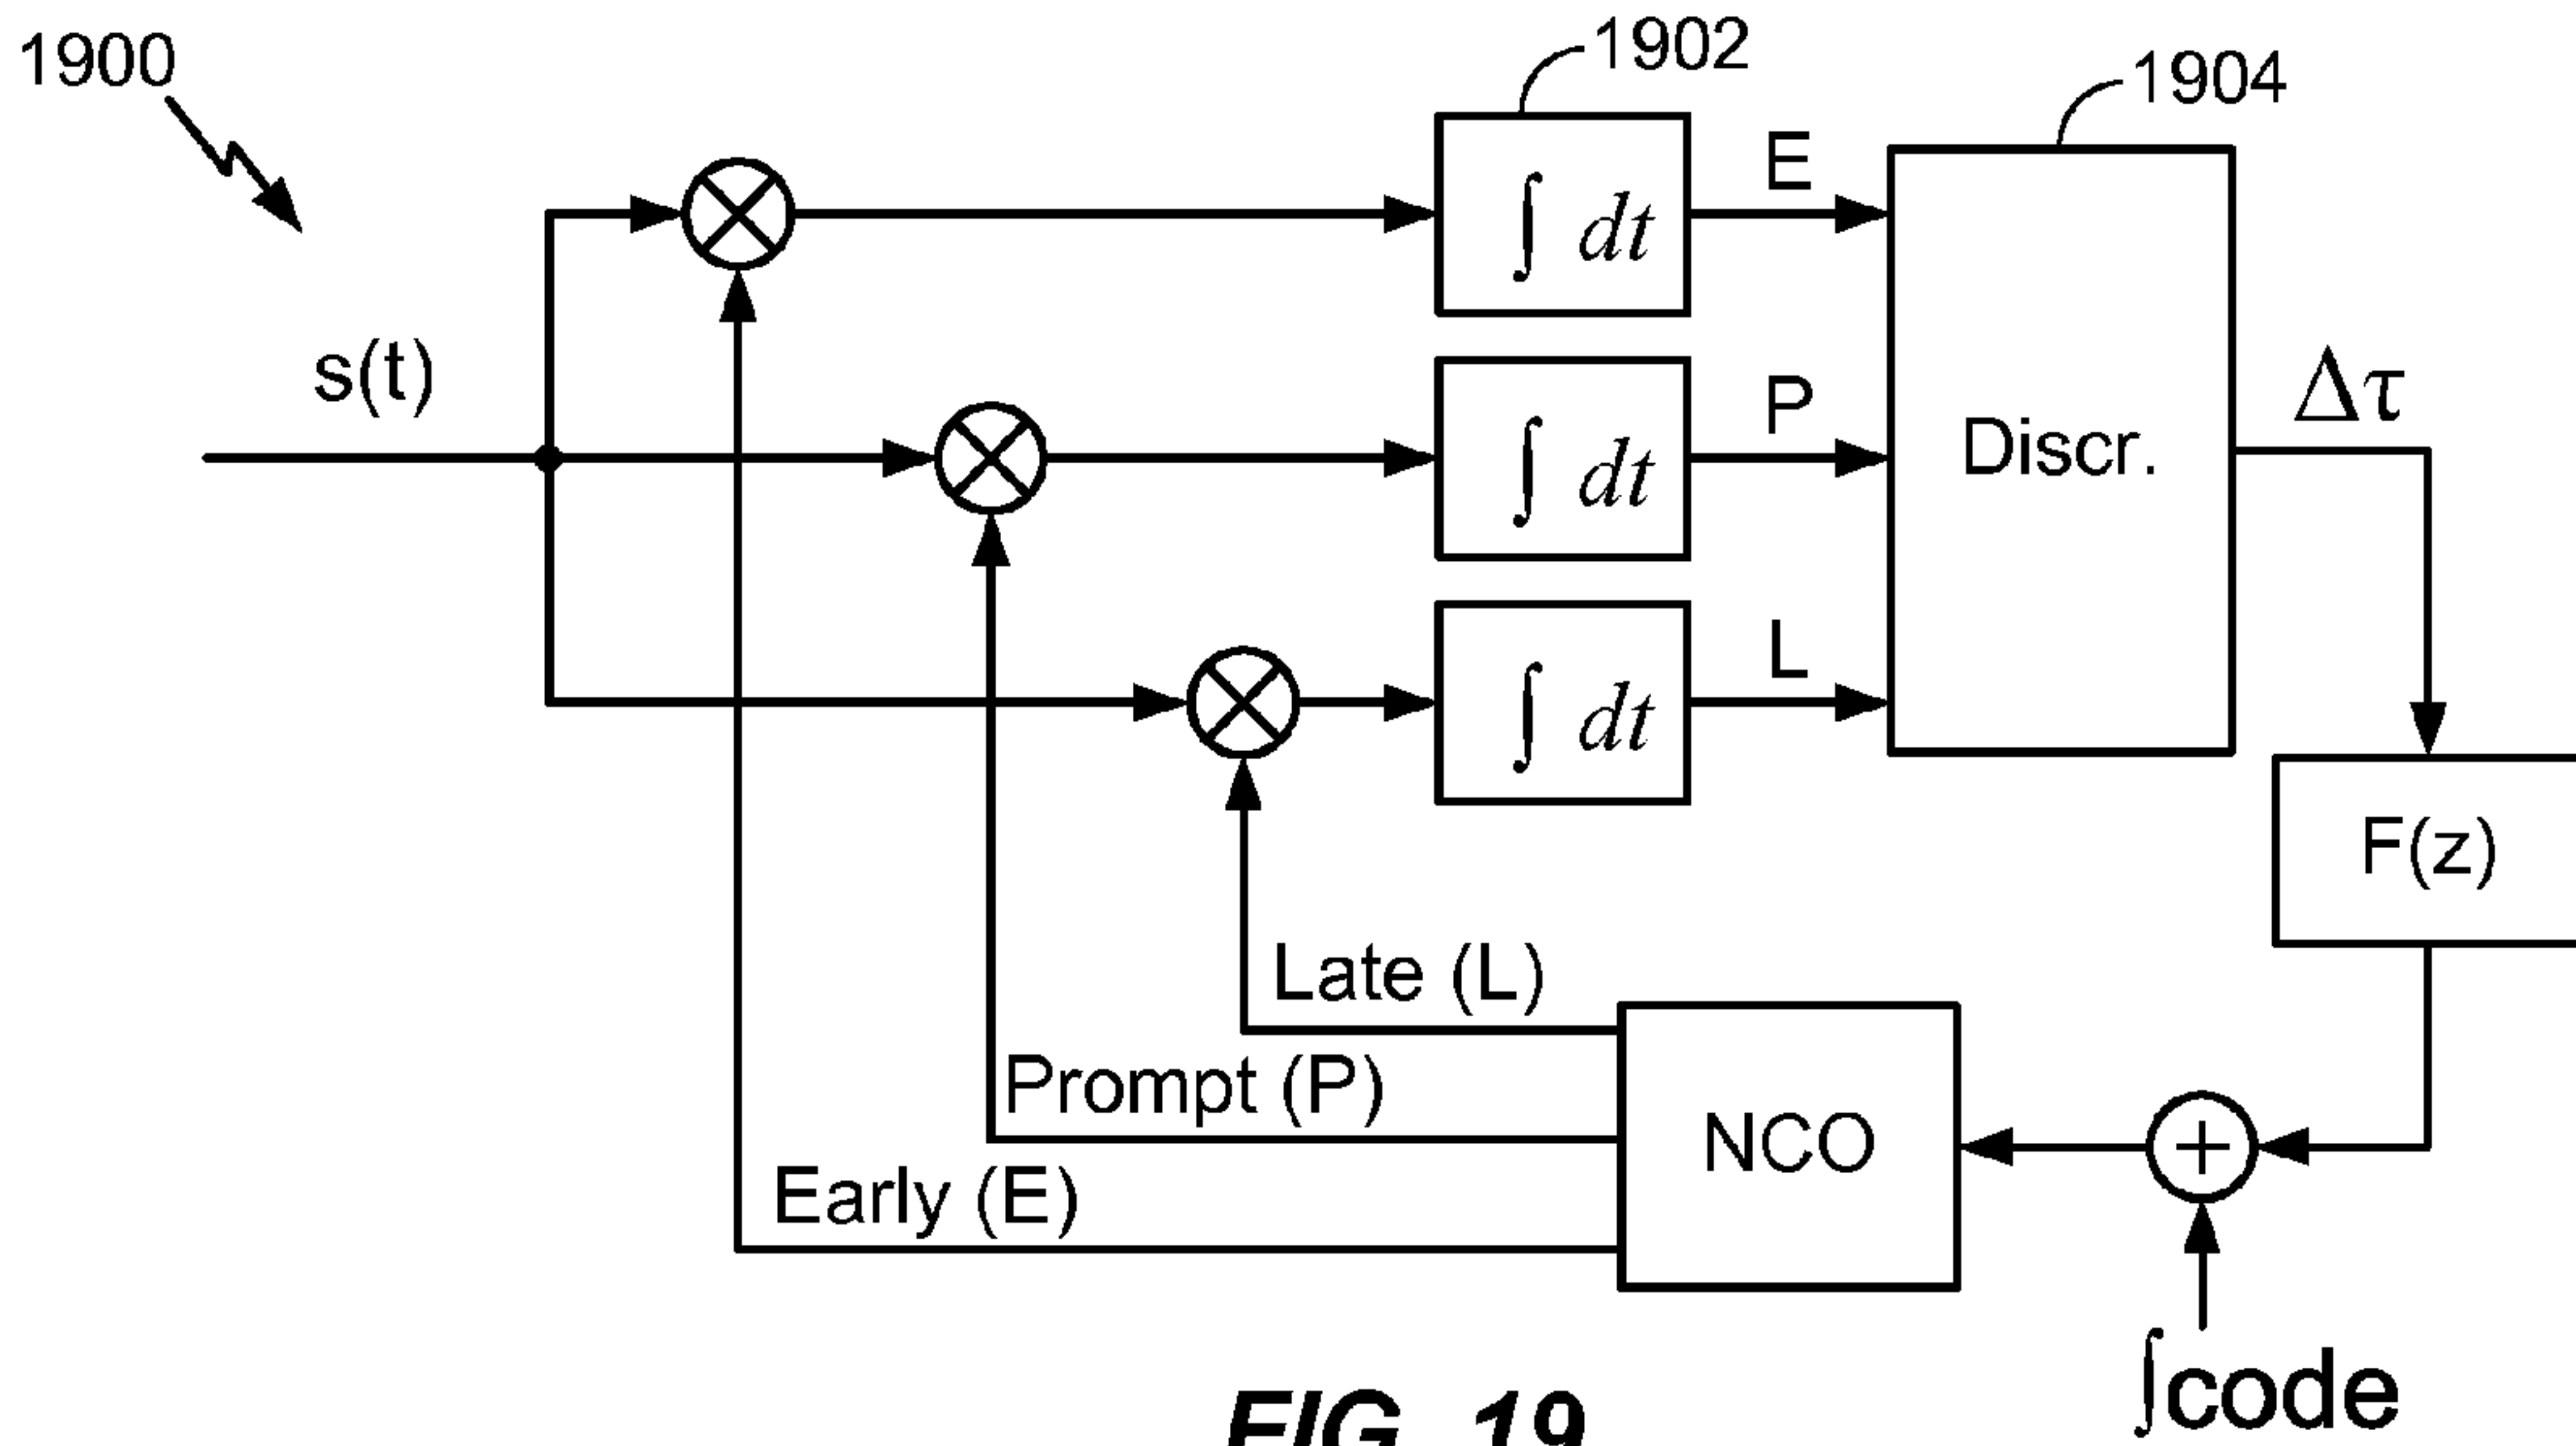 1900
1902
1904
s(t)
∫ dt
E
∫ dt
P
∫ dt
L
Discr.
Δτ
F(z)
Late (L)
Prompt (P)
Early (E)
NCO
+
∫code
FIG. 19